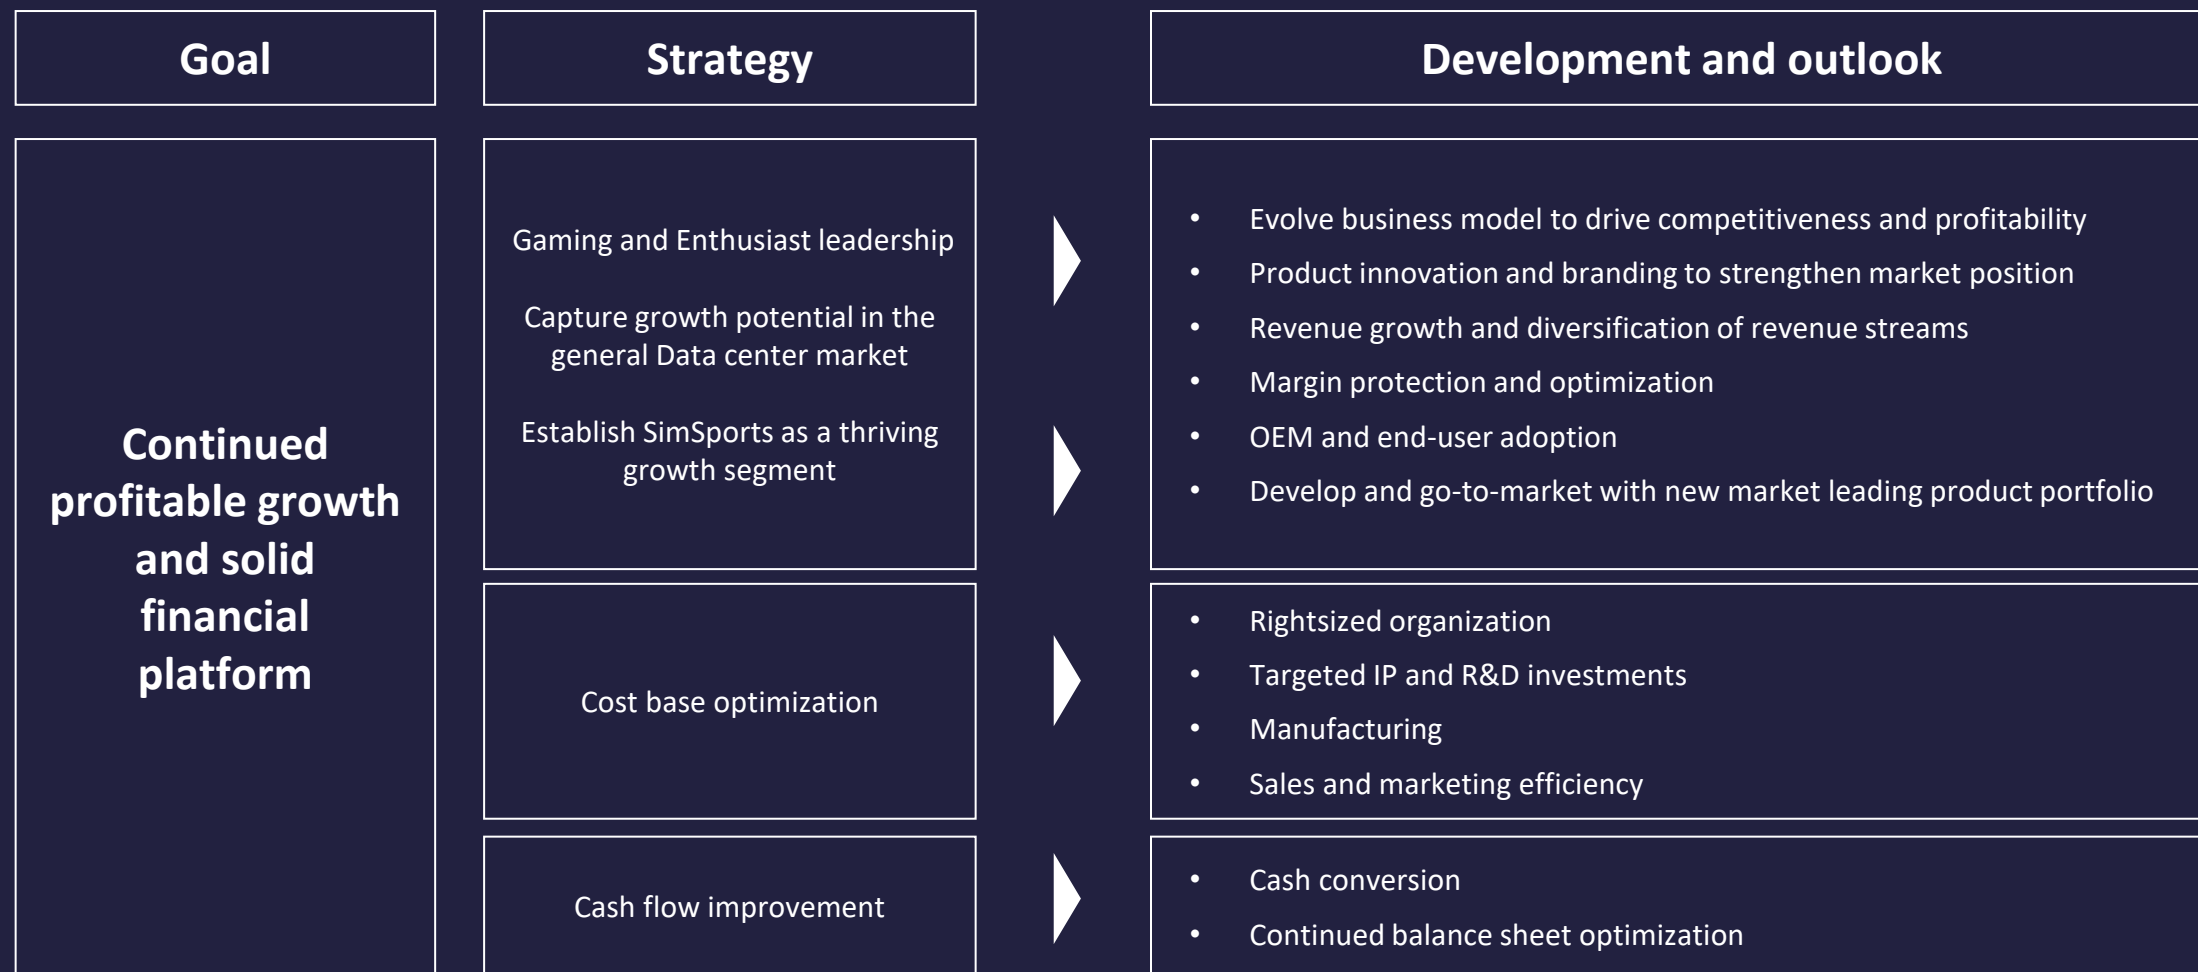 Goal
Strategy
Development and outlook
Continued
profitable growth
and solid
financial
platform
Gaming and Enthusiast leadership
Capture growth potential in the
general Data center market
Establish SimSports as a thriving
growth segment
• Evolve business model to drive competitiveness and profitability
• Product innovation and branding to strengthen market position
• Revenue growth and diversification of revenue streams
• Margin protection and optimization
• OEM and end-user adoption
• Develop and go-to-market with new market leading product portfolio
Cost base optimization
• Rightsized organization
• Targeted IP and R&D investments
• Manufacturing
• Sales and marketing efficiency
Cash flow improvement
• Cash conversion
• Continued balance sheet optimization